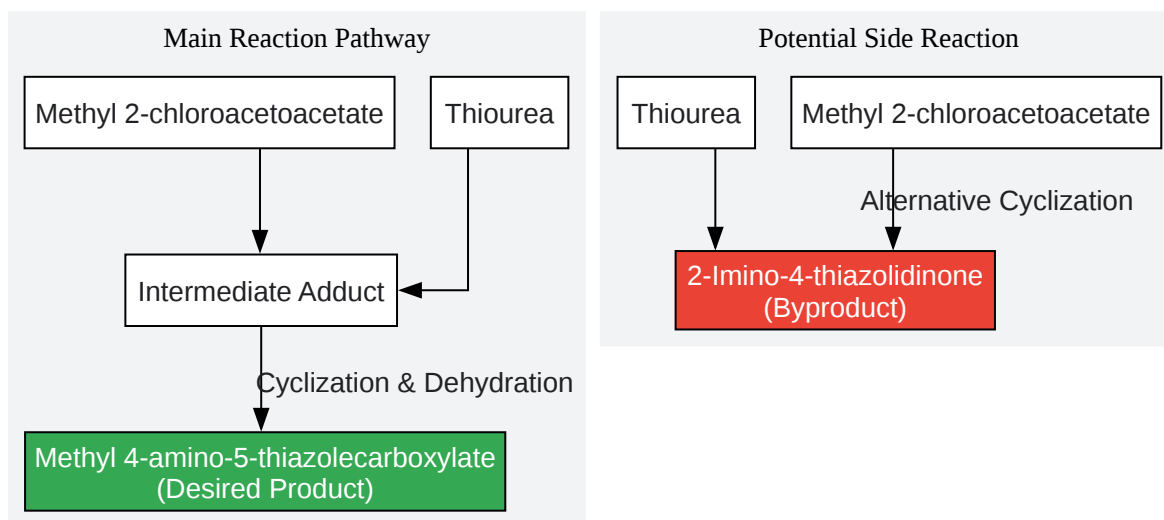 Main Reaction Pathway
Methyl 2-chloroacetoacetate
Thiourea
Intermediate Adduct
Cyclization & Dehydration
Methyl 4-amino-5-thiazolecarboxylate
(Desired Product)
Potential Side Reaction
Thiourea
Methyl 2-chloroacetoacetate
Alternative Cyclization
2-Imino-4-thiazolidinone
(Byproduct)